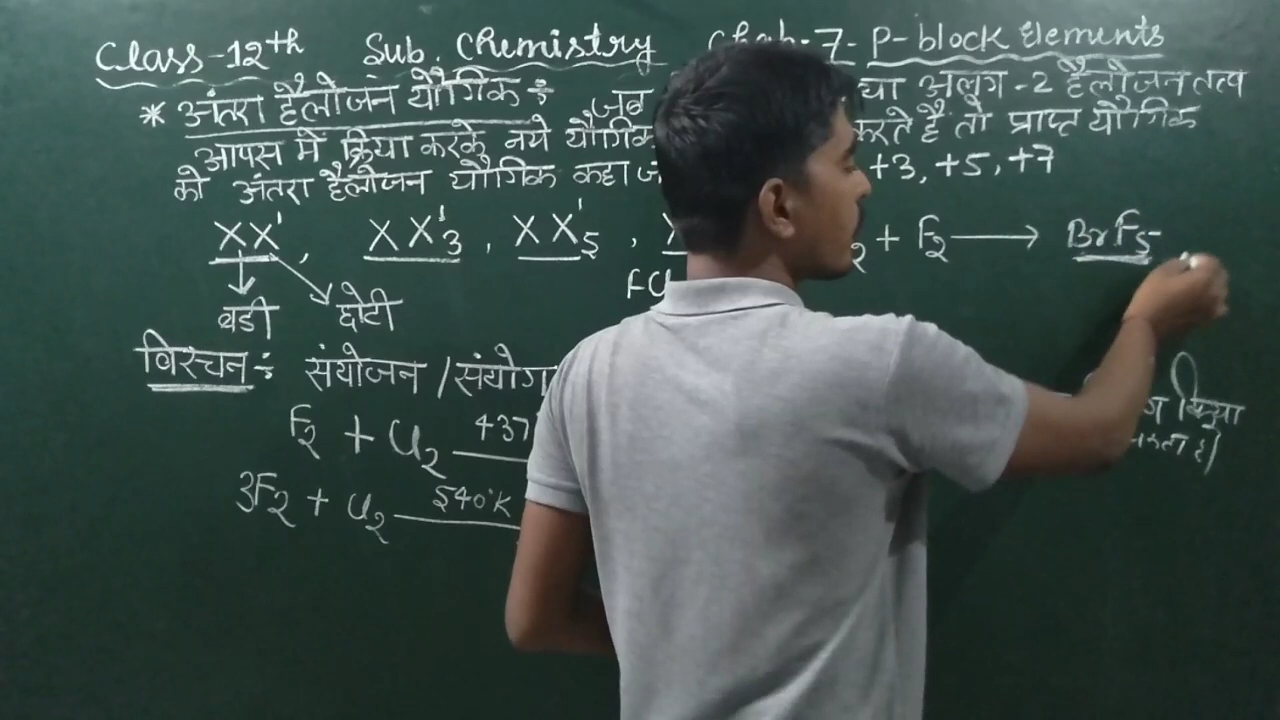 Class-12th Sub. Chemistry Chap-7- P-block Elements
* अंतरा हैलोजन यौगिक :- जब या अलग-2 हैलोजन तत्व
आपस में क्रिया करके नये यौगिक करते है तो प्राप्त यौगिक
को अंतरा हैलोजन यौगिक कहा +3, +5, +7
XX', XX'3, XX'5, 2 + F2 ⟶ BrF5
बडी छोटी
विरचन :- संयोजन / संयोग
F2 + Cl2 437
3F2 + Cl2 540°K
क्रिया